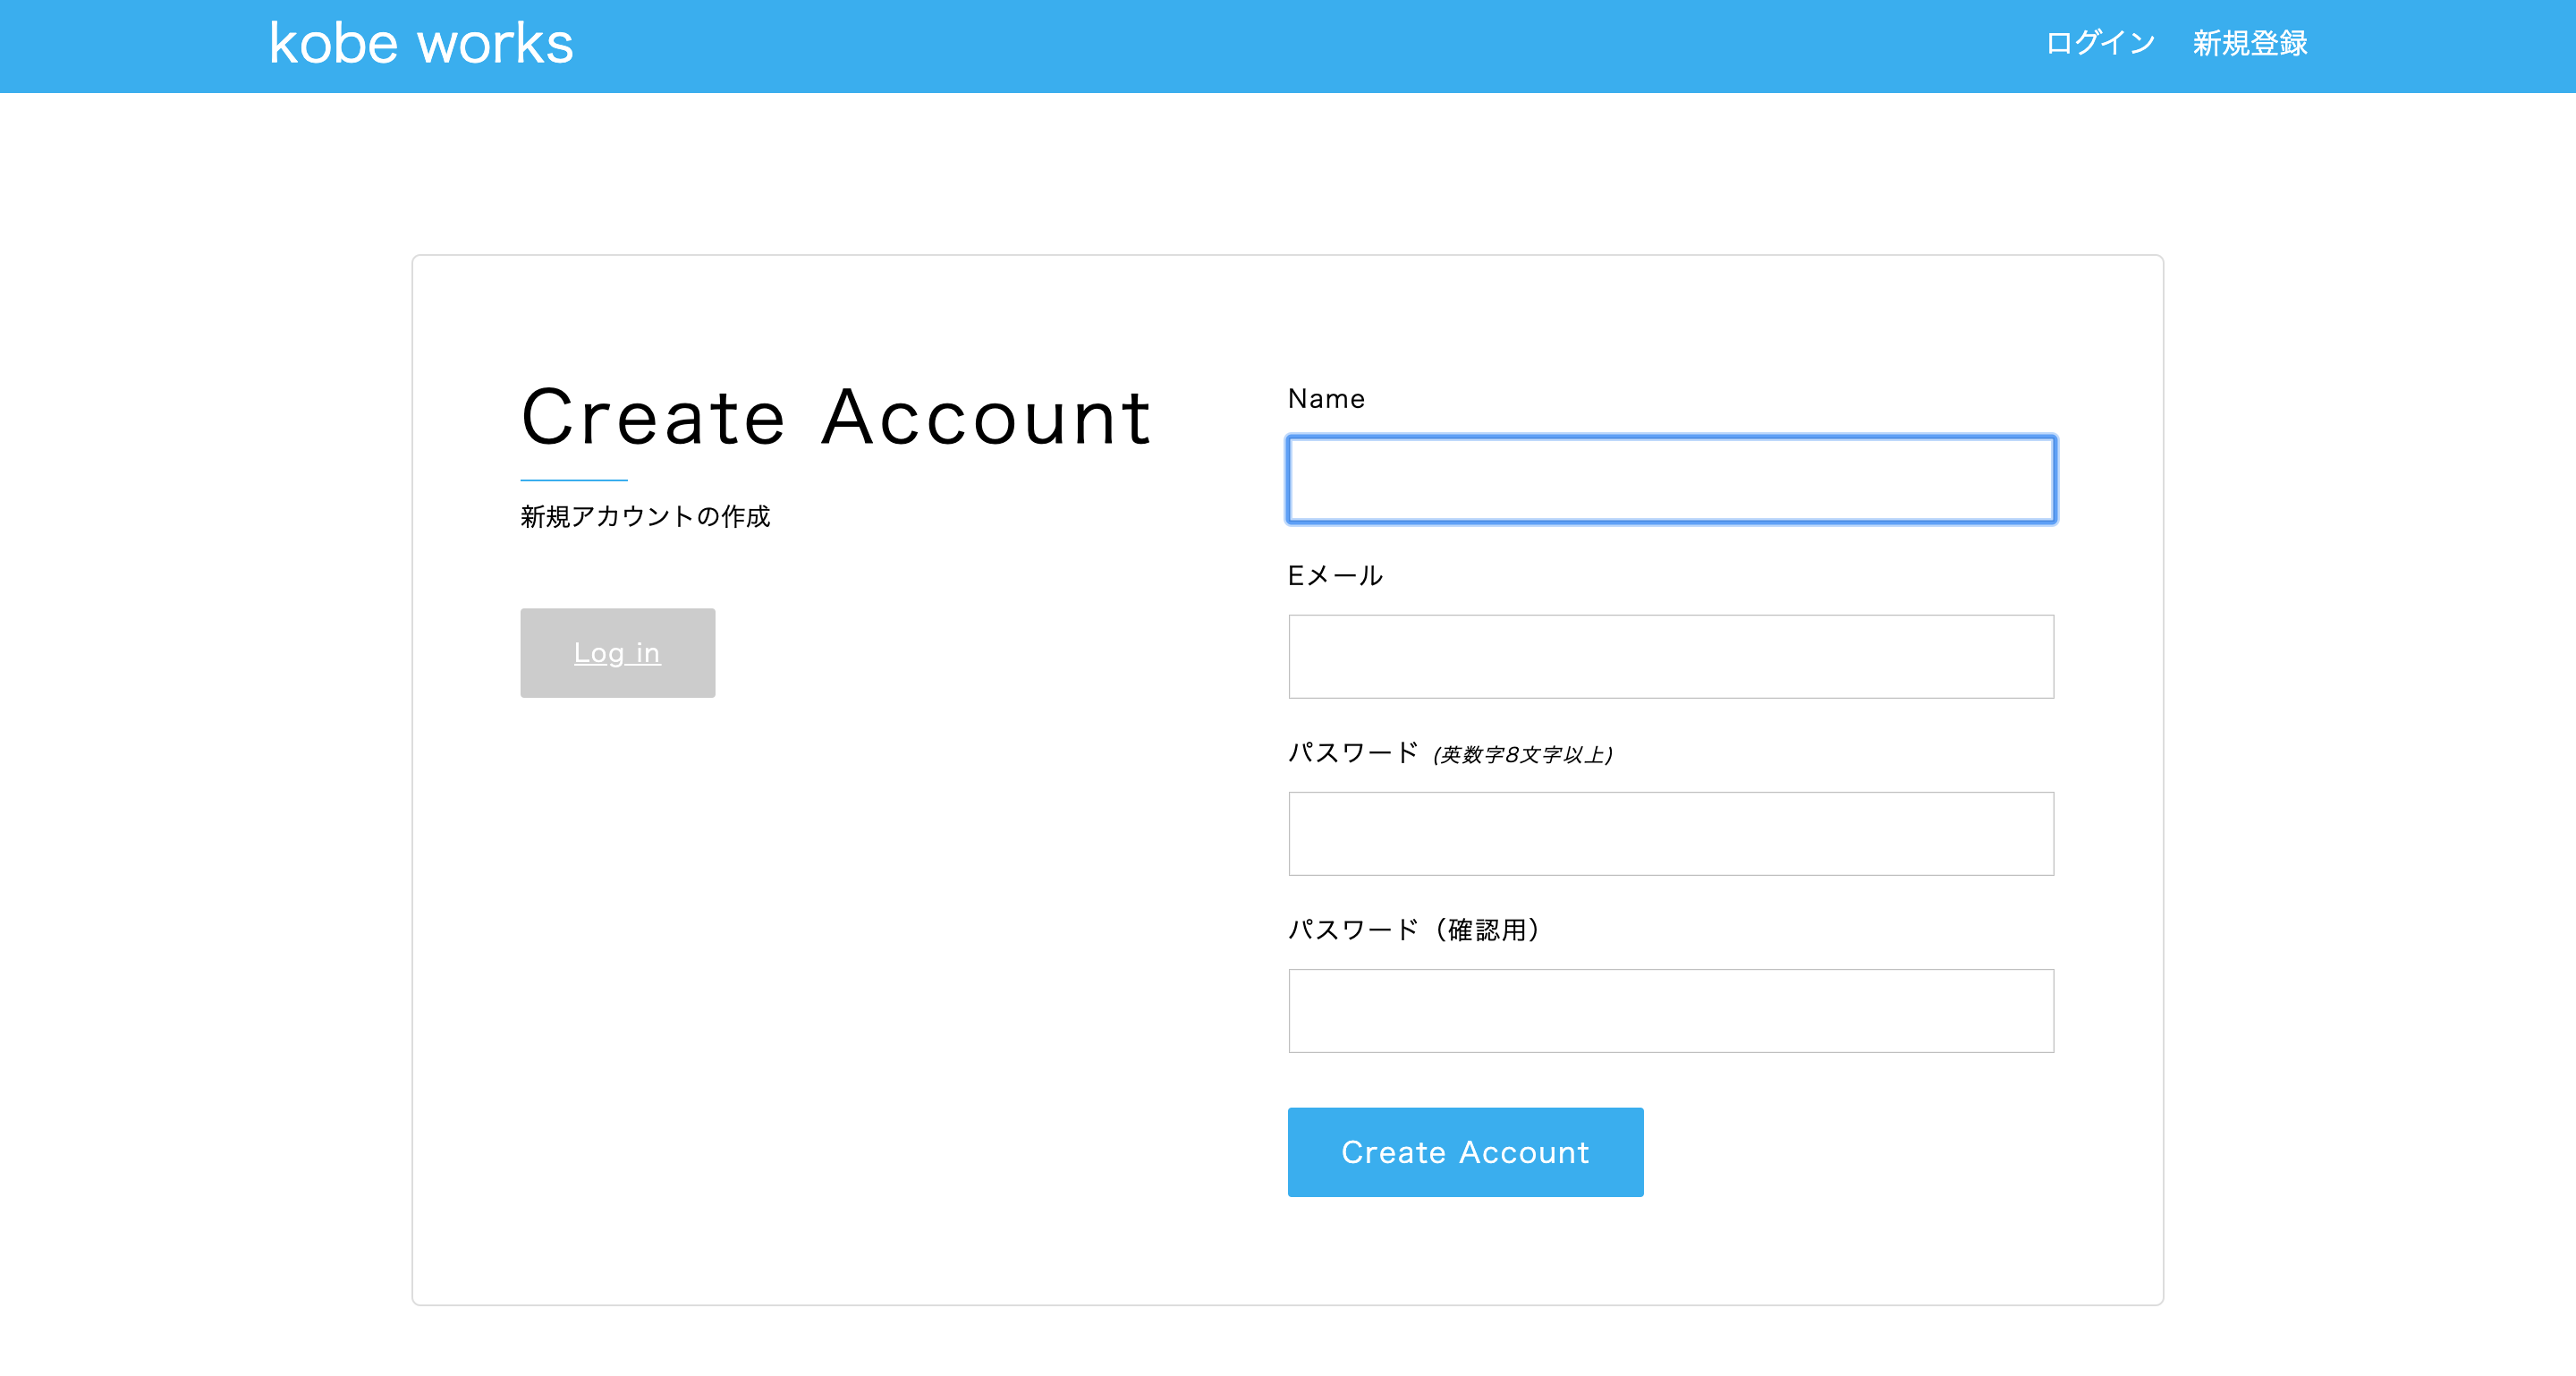 kobe works
ログイン 新規登録
Create Account
新規アカウントの作成
Log in
Name
Eメール
パスワード (英数字8文字以上)
パスワード（確認用）
Create Account